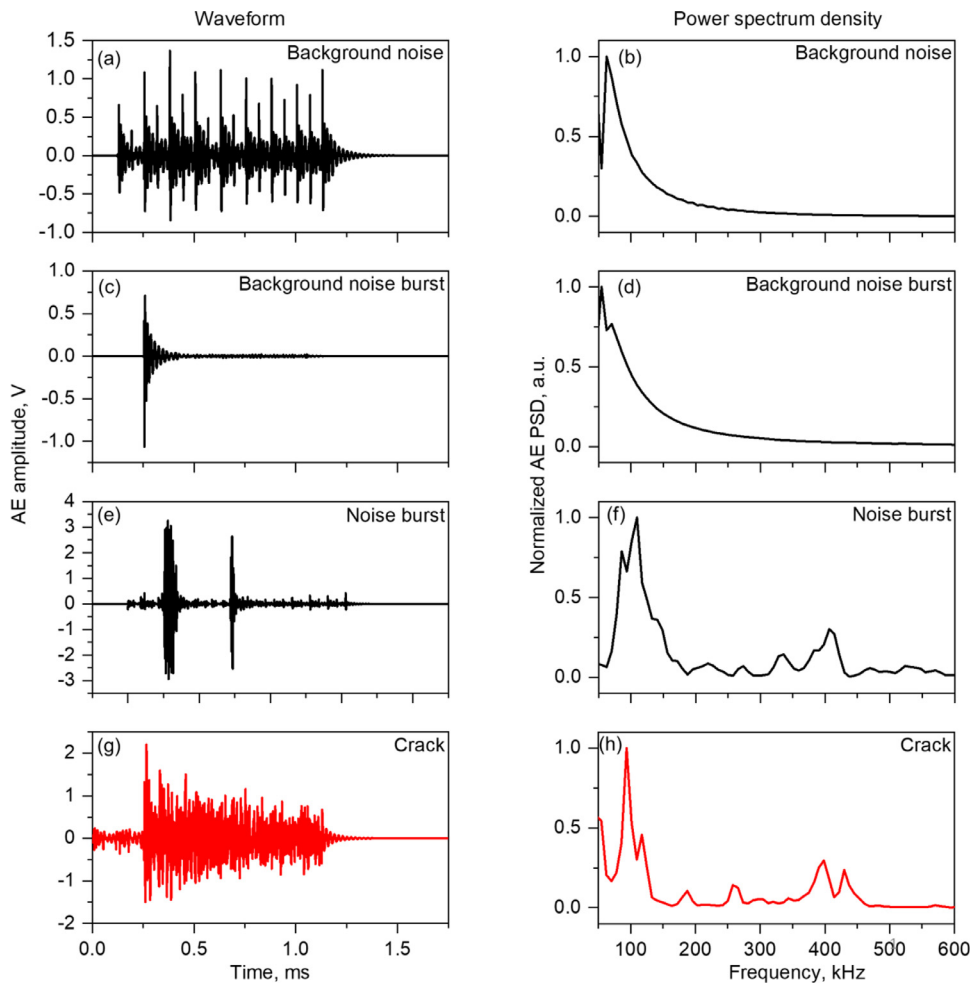 Waveform
Power spectrum density
(a)
Background noise
1.5
1.0
0.5
0.0
-0.5
-1.0
(b)
Background noise
1.0
0.5
0.0
(c)
Background noise burst
1.0
0.5
0.0
-0.5
-1.0
(d)
Background noise burst
1.0
0.5
0.0
AE amplitude, V
Normalized AE PSD, a.u.
(e)
Noise burst
4
3
2
1
0
-1
-2
-3
(f)
Noise burst
1.0
0.5
0.0
(g)
Crack
2
1
0
-1
-2
0.0 0.5 1.0 1.5
Time, ms
(h)
Crack
1.0
0.5
0.0
100 200 300 400 500 600
Frequency, kHz